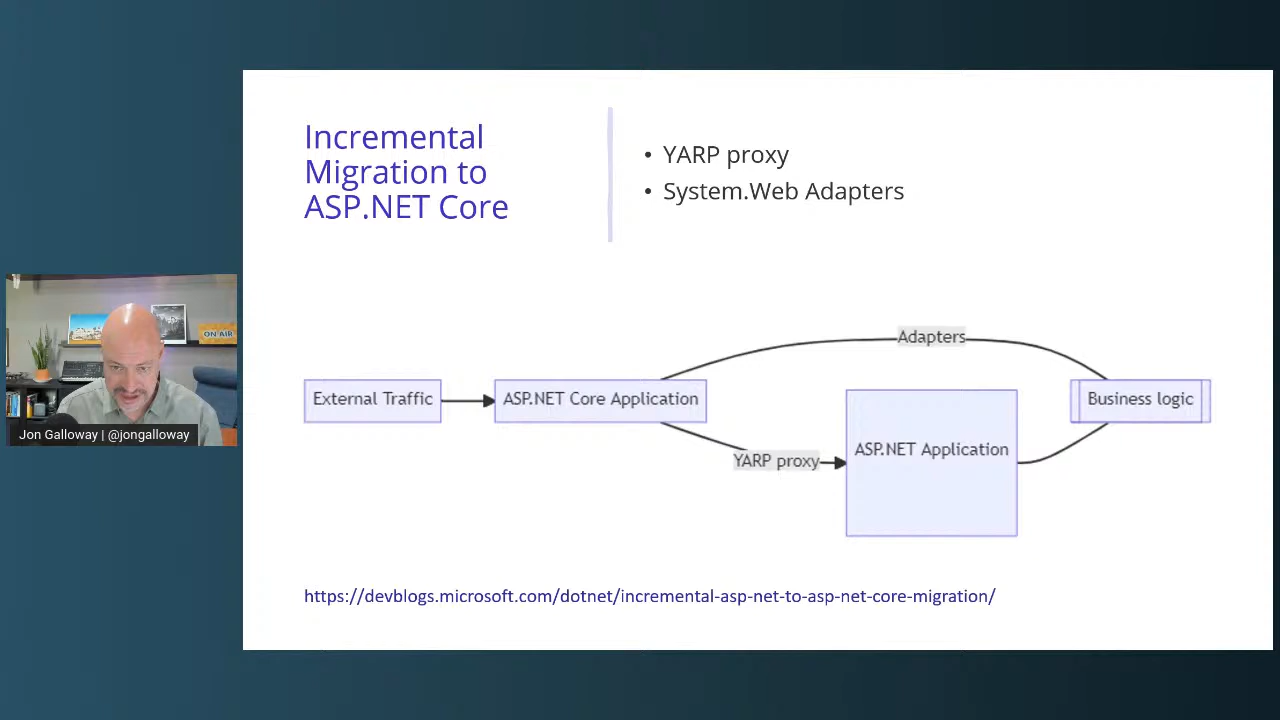 Incremental
Migration to
ASP.NET Core
• YARP proxy
• System.Web Adapters
Adapters
External Traffic
ASP.NET Core Application
Business logic
ASP.NET Application
YARP proxy
https://devblogs.microsoft.com/dotnet/incremental-asp-net-to-asp-net-core-migration/
ON AIR
Jon Galloway | @jongalloway